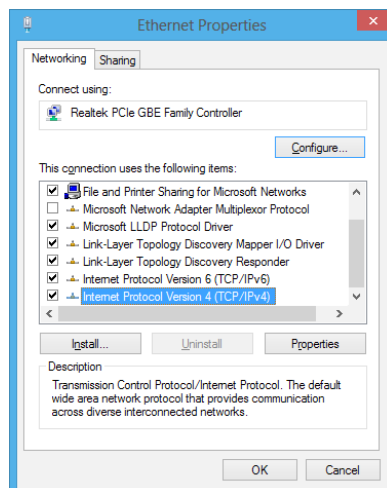 Ethernet Properties
Networking
Sharing
Connect using:
Realtek PCIe GBE Family Controller
Configure...
This connection uses the following items:
File and Printer Sharing for Microsoft Networks
Microsoft Network Adapter Multiplexor Protocol
Microsoft LLDP Protocol Driver
Link-Layer Topology Discovery Mapper I/O Driver
Link-Layer Topology Discovery Responder
Internet Protocol Version 6 (TCP/IPv6)
Internet Protocol Version 4 (TCP/IPv4)
Install...
Uninstall
Properties
Description
Transmission Control Protocol/Internet Protocol. The default
wide area network protocol that provides communication
across diverse interconnected networks.
OK
Cancel